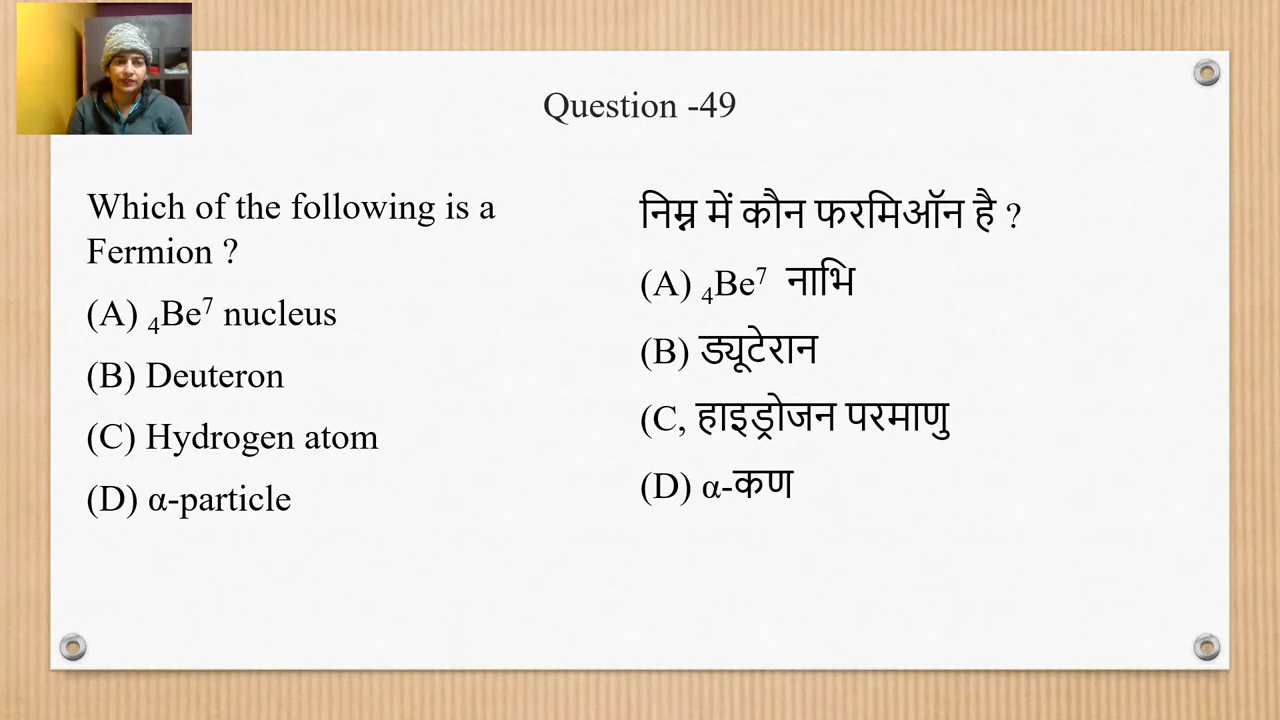 Question -49
Which of the following is a
Fermion ?
(A) ₄Be⁷ nucleus
(B) Deuteron
(C) Hydrogen atom
(D) α-particle
निम्न में कौन फरमिऑन है ?
(A) ₄Be⁷ नाभि
(B) ड्यूटेरान
(C, हाइड्रोजन परमाणु
(D) α-कण